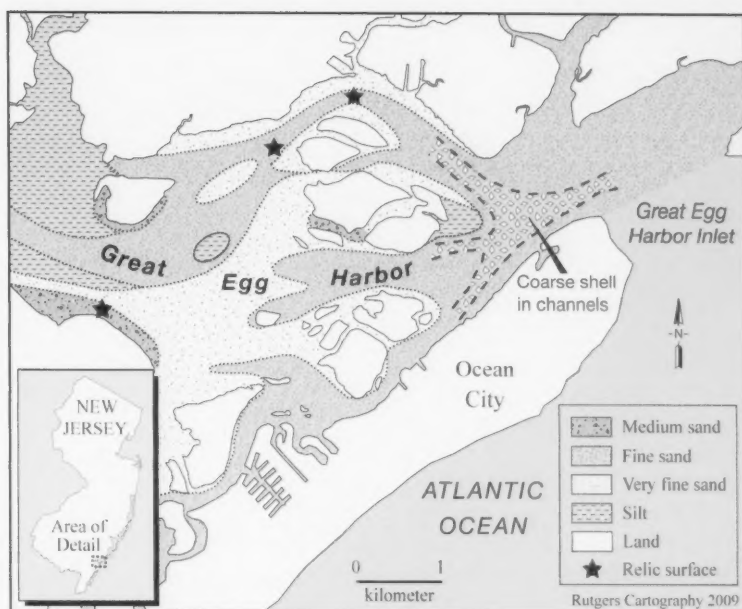 Great
Egg
Harbor
Great Egg
Harbor Inlet
Coarse shell
in channels
-N-
Ocean
City
ATLANTIC
OCEAN
NEW
JERSEY
Area of
Detail
0 1
kilometer
Medium sand
Fine sand
Very fine sand
Silt
Land
Relic surface
Rutgers Cartography 2009